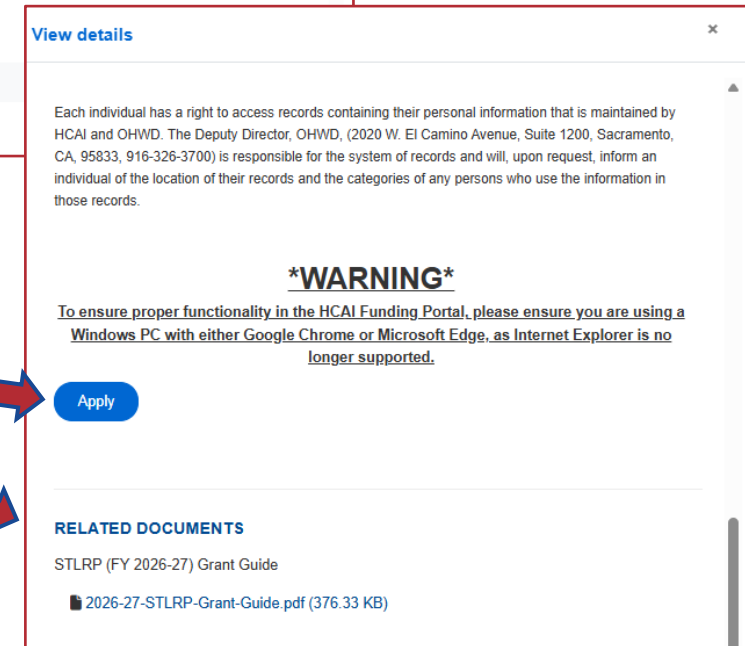 View details
×
Each individual has a right to access records containing their personal information that is maintained by
HCAI and OHWD. The Deputy Director, OHWD, (2020 W. El Camino Avenue, Suite 1200, Sacramento,
CA, 95833, 916-326-3700) is responsible for the system of records and will, upon request, inform an
individual of the location of their records and the categories of any persons who use the information in
those records.
*WARNING*
To ensure proper functionality in the HCAI Funding Portal, please ensure you are using a
Windows PC with either Google Chrome or Microsoft Edge, as Internet Explorer is no
longer supported.
Apply
RELATED DOCUMENTS
STLRP (FY 2026-27) Grant Guide
2026-27-STLRP-Grant-Guide.pdf (376.33 KB)